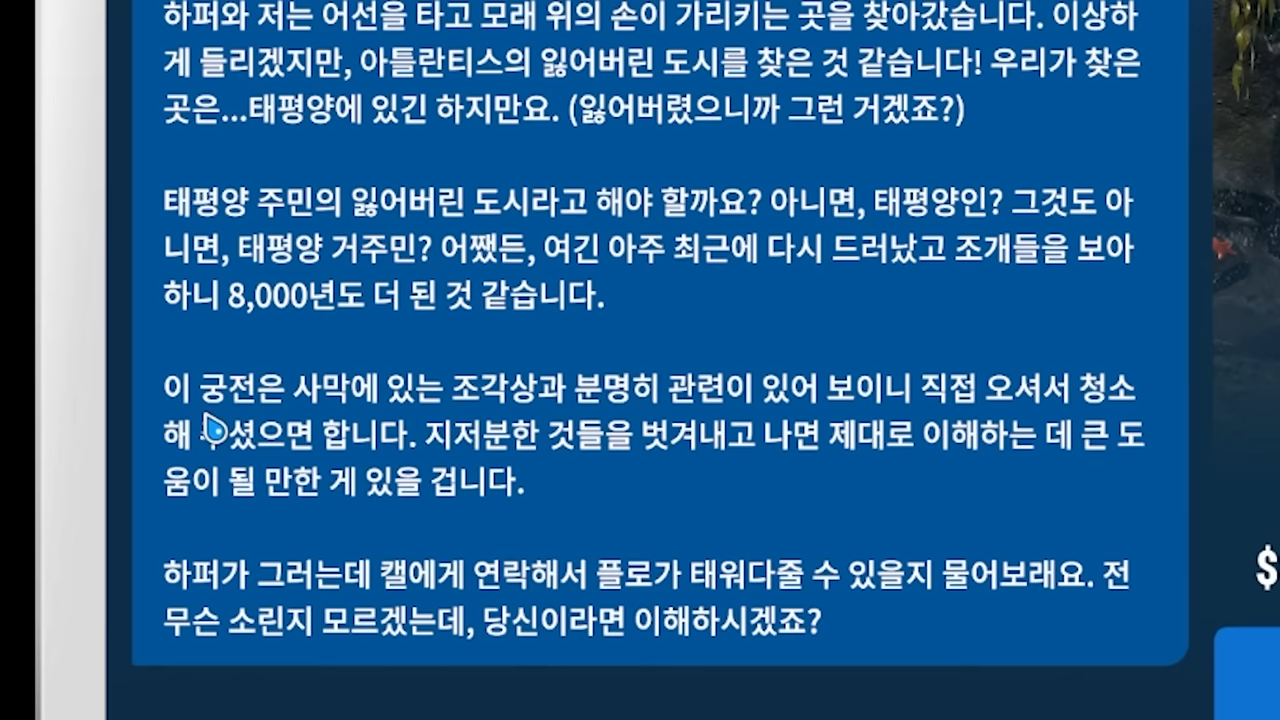 하퍼와 저는 어선을 타고 모래 위의 손이 가리키는 곳을 찾아갔습니다. 이상하
게 들리겠지만, 아틀란티스의 잃어버린 도시를 찾은 것 같습니다! 우리가 찾은
곳은...태평양에 있긴 하지만요. (잃어버렸으니까 그런 거겠죠?)
태평양 주민의 잃어버린 도시라고 해야 할까요? 아니면, 태평양인? 그것도 아
니면, 태평양 거주민? 어쨌든, 여긴 아주 최근에 다시 드러났고 조개들을 보아
하니 8,000년도 더 된 것 같습니다.
이 궁전은 사막에 있는 조각상과 분명히 관련이 있어 보이니 직접 오셔서 청소
해 셨으면 합니다. 지저분한 것들을 벗겨내고 나면 제대로 이해하는 데 큰 도
움이 될 만한 게 있을 겁니다.
하퍼가 그러는데 캘에게 연락해서 플로가 태워다줄 수 있을지 물어보래요. 전
무슨 소린지 모르겠는데, 당신이라면 이해하시겠죠?
$